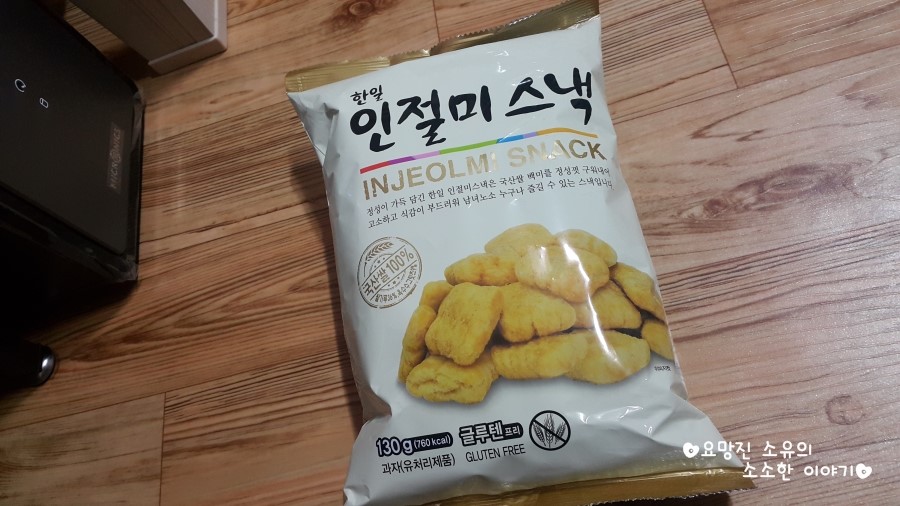 한일
인절미 스낵
INJEOLMI SNACK
정성이 가득 담긴 한일 인절미스낵은 국산쌀 백미를 정성껏 구워내어
고소하고 식감이 부드러워 남녀노소 누구나 즐길 수 있는 스낵입니다
국산쌀 100%
130g(760 kcal)
글루텐 프리
과자(유처리제품)
GLUTEN FREE
요망진 소유의
소소한 이야기